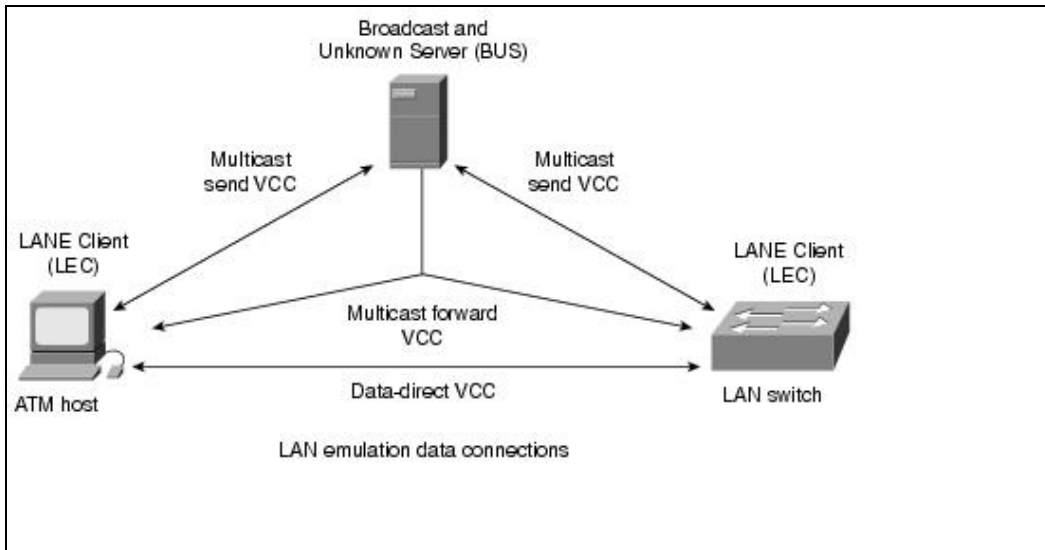 Broadcast and
Unknown Server (BUS)
Multicast
send VCC
Multicast
send VCC
LANE Client
(LEC)
LANE Client
(LEC)
Multicast forward
VCC
Data-direct VCC
ATM host
LAN switch
LAN emulation data connections